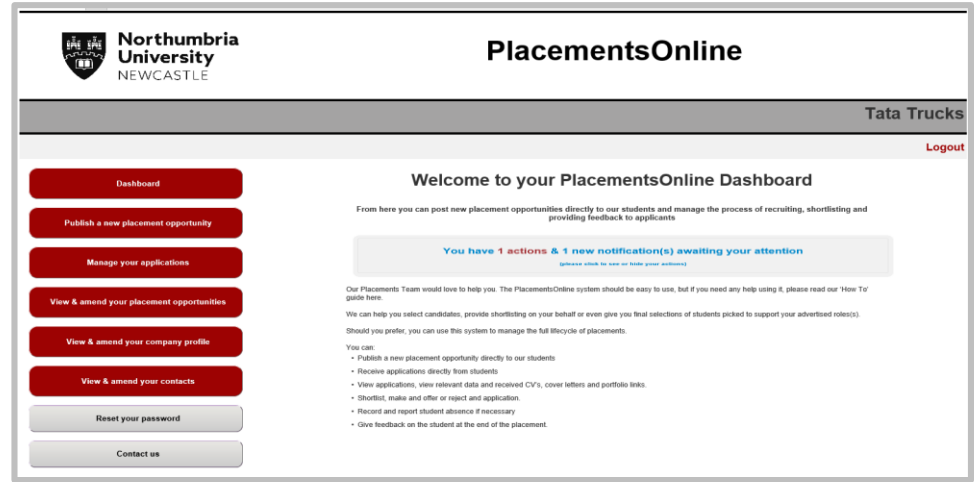 Northumbria
University
NEWCASTLE
PlacementsOnline
Tata Trucks
Logout
Dashboard
Publish a new placement opportunity
Manage your applications
View & amend your placement opportunities
View & amend your company profile
View & amend your contacts
Reset your password
Contact us
Welcome to your PlacementsOnline Dashboard
From here you can post new placement opportunities directly to our students and manage the process of recruiting, shortlisting and
providing feedback to applicants
You have 1 actions & 1 new notification(s) awaiting your attention
(please click to see or hide your actions)
Our Placements Team would love to help you. The PlacementsOnline system should be easy to use, but if you need any help using it, please read our 'How To'
guide here.
We can help you select candidates, provide shortlisting on your behalf or even give you final selections of students picked to support your advertised roles(s).
Should you prefer, you can use this system to manage the full lifecycle of placements.
You can:
• Publish a new placement opportunity directly to our students
• Receive applications directly from students
• View applications, view relevant data and received CV's, cover letters and portfolio links.
• Shortlist, make and offer or reject and application.
• Record and report student absence if necessary
• Give feedback on the student at the end of the placement.